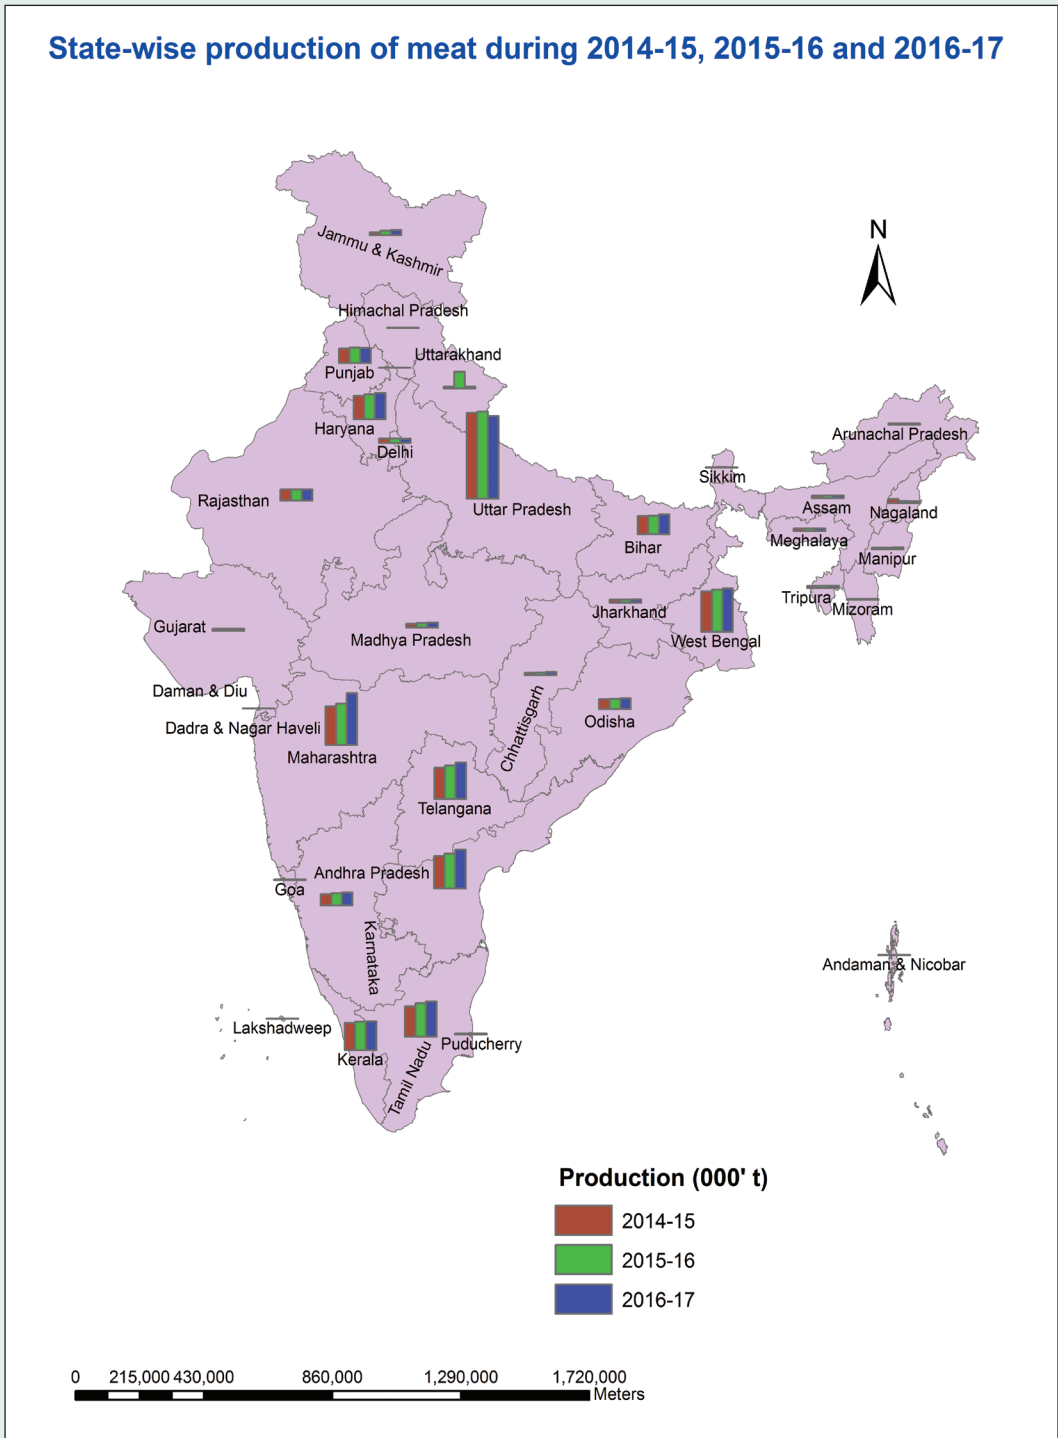 State-wise production of meat during 2014-15, 2015-16 and 2016-17
N
Jammu & Kashmir
Himachal Pradesh
Uttarakhand
Punjab
Haryana
Delhi
Arunachal Pradesh
Sikkim
Rajasthan
Uttar Pradesh
Assam
Nagaland
Bihar
Meghalaya
Manipur
Tripura
Mizoram
Jharkhand
Gujarat
Madhya Pradesh
West Bengal
Daman & Diu
Dadra & Nagar Haveli
Chhattisgarh
Odisha
Maharashtra
Telangana
Andhra Pradesh
Goa
Karnataka
Andaman & Nicobar
Lakshadweep
Kerala
Tamil Nadu
Puducherry
Production (000' t)
2014-15
2015-16
2016-17
0 215,000 430,000 860,000 1,290,000 1,720,000
Meters